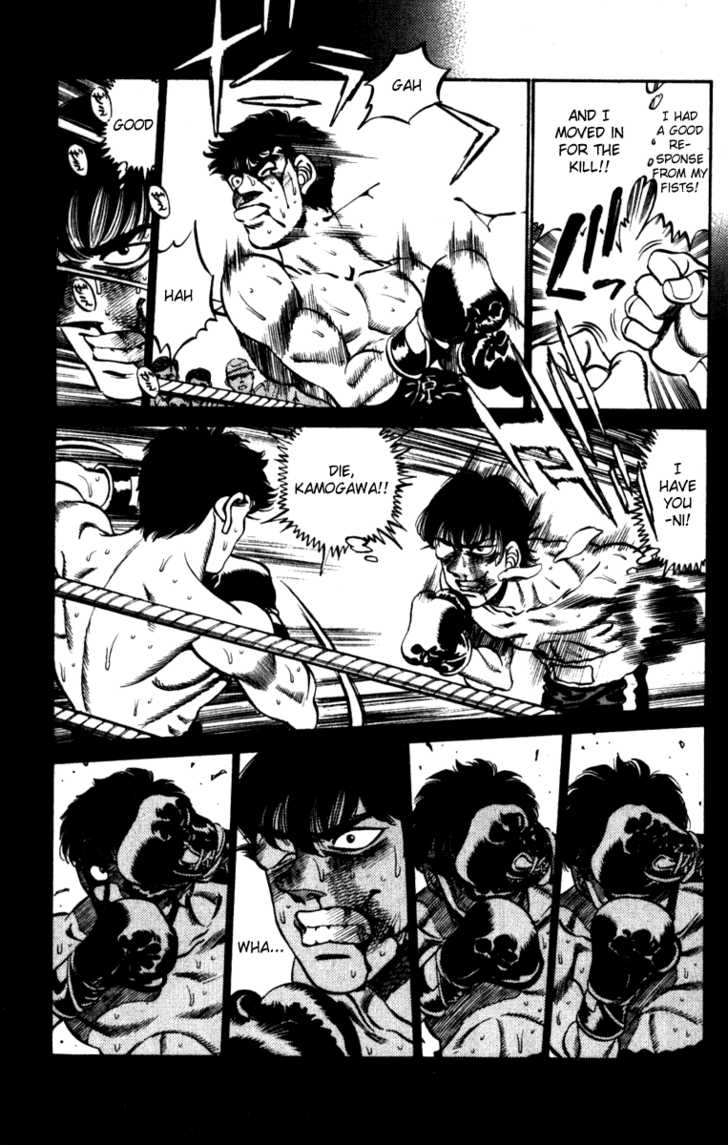 I HAD
A GOOD
RE-
SPONSE
FROM MY
FISTS!
AND I
MOVED IN
FOR THE
KILL!!
GAH
HAH
GOOD
I
HAVE
YOU
-NI!
DIE,
KAMOGAWA!!
WHA...